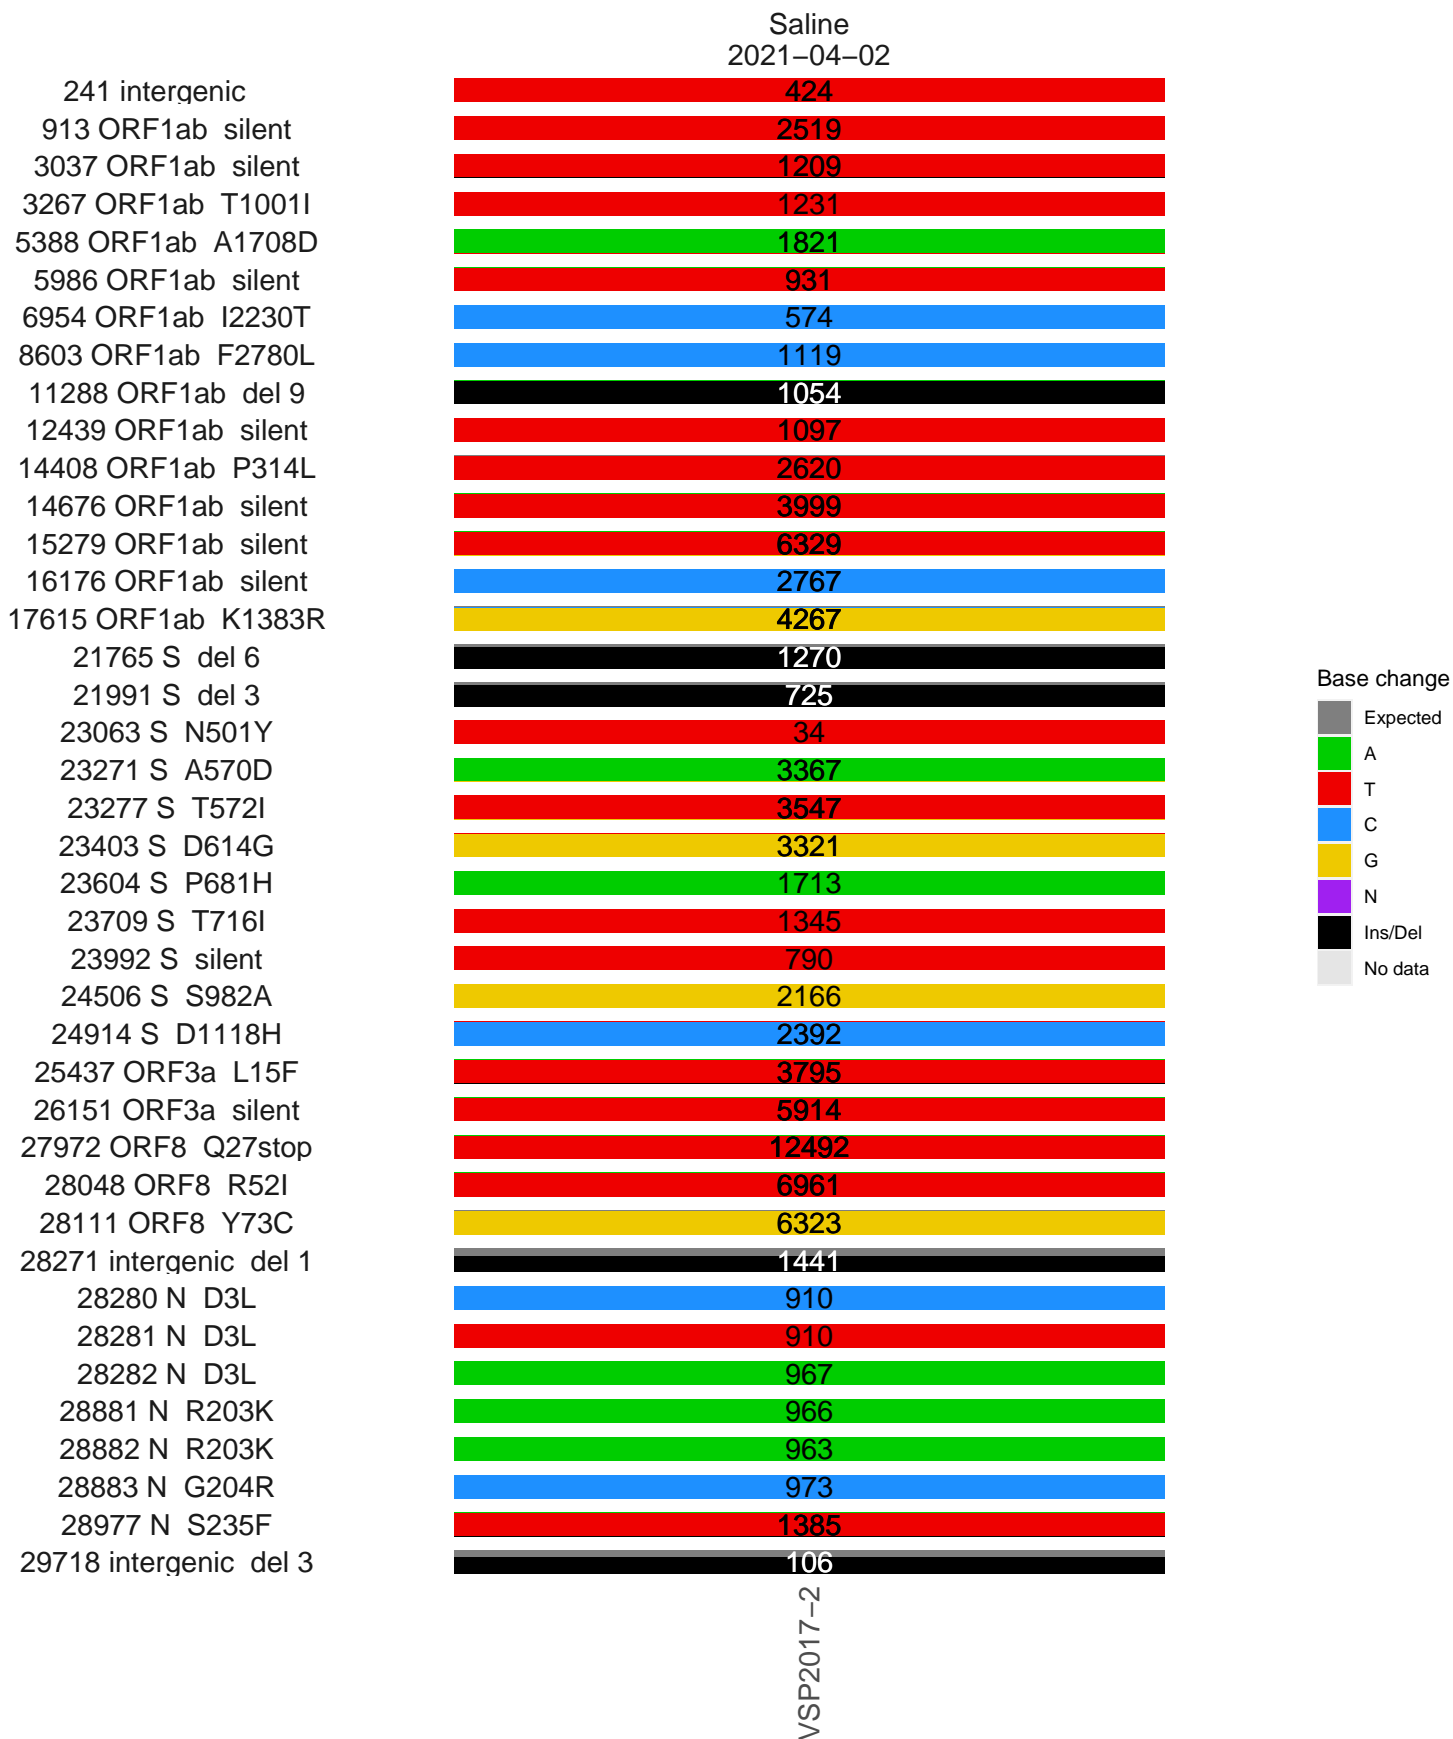 Saline
2021−04−02
241 intergenic 424
913 ORF1ab silent 2519
3037 ORF1ab silent 1209
3267 ORF1ab T1001I 1231
5388 ORF1ab A1708D 1821
5986 ORF1ab silent 931
6954 ORF1ab I2230T 574
8603 ORF1ab F2780L 1119
11288 ORF1ab del 9 1054
12439 ORF1ab silent 1097
14408 ORF1ab P314L 2620
14676 ORF1ab silent 3999
15279 ORF1ab silent 6329
16176 ORF1ab silent 2767
17615 ORF1ab K1383R 4267
21765 S del 6 1270
21991 S del 3 725
23063 S N501Y 34
23271 S A570D 3367
23277 S T572I 3547
23403 S D614G 3321
23604 S P681H 1713
23709 S T716I 1345
23992 S silent 790
24506 S S982A 2166
24914 S D1118H 2392
25437 ORF3a L15F 3795
26151 ORF3a silent 5914
27972 ORF8 Q27stop 12492
28048 ORF8 R52I 6961
28111 ORF8 Y73C 6323
28271 intergenic del 1 1441
28280 N D3L 910
28281 N D3L 910
28282 N D3L 967
28881 N R203K 966
28882 N R203K 963
28883 N G204R 973
28977 N S235F 1385
29718 intergenic del 3 106
VSP2017−2
Base change
Expected
A
T
C
G
N
Ins/Del
No data